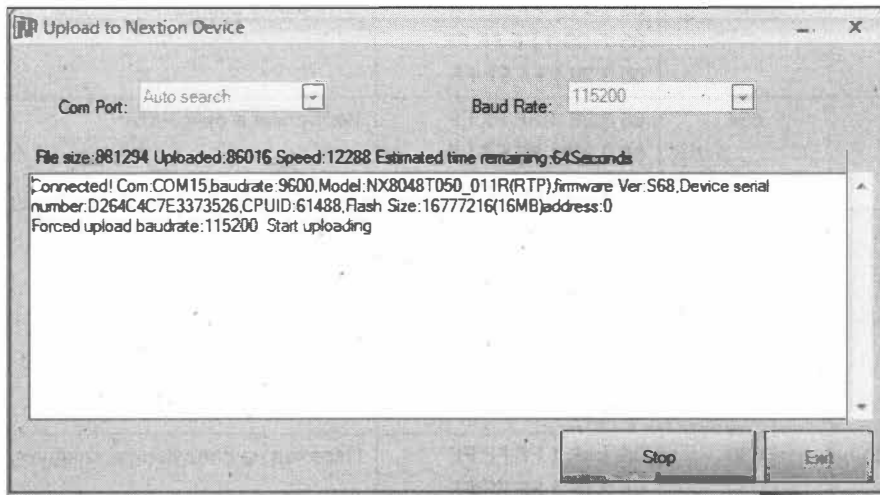 Upload to Nextion Device
Com Port: Auto search
Baud Rate: 115200
File size:881294 Uploaded:86016 Speed:12288 Estimated time remaining:64Seconds
Connected! Com:COM15,baudrate:9600,Model:NX8048T050_011R(RTP),firmware Ver:S68,Device serial
number:D264C4C7E3373526,CPUID:61488,Flash Size:16777216(16MB)address:0
Forced upload baudrate:115200 Start uploading
Stop
Exit